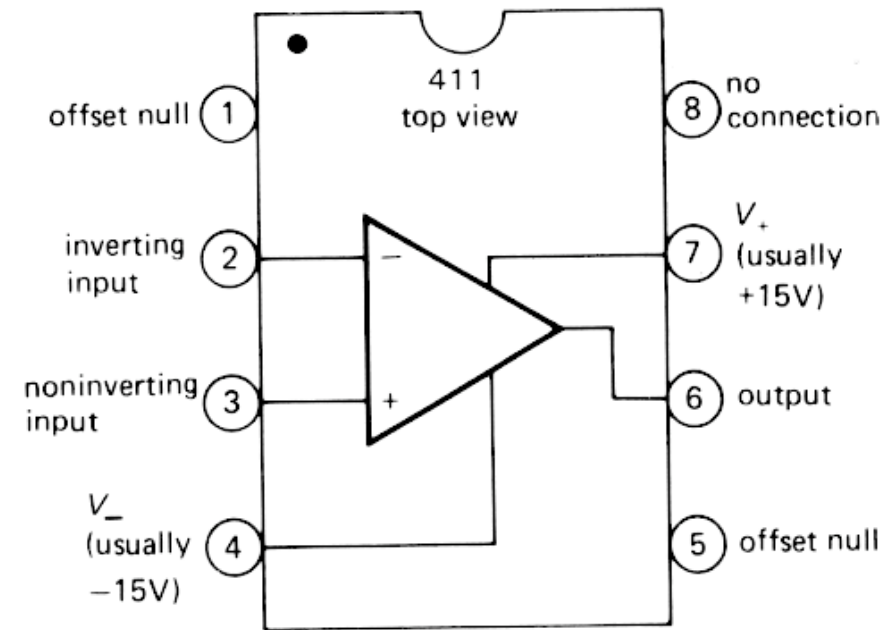 411
top view
offset null 1
8 no
connection
inverting
input
2
−
V+
(usually
+15V)
7
noninverting
input
3
+
6 output
V−
(usually
−15V)
4
5 offset null